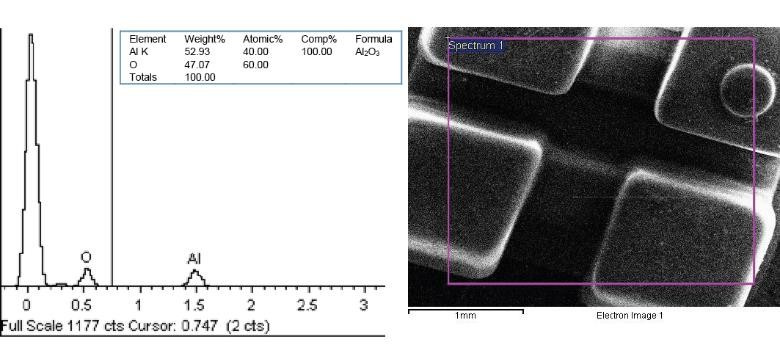 Element Weight% Atomic% Comp% Formula
Al K 52.93 40.00 100.00 Al₂O₃
O 47.07 60.00
Totals 100.00
O
Al
0 0.5 1 1.5 2 2.5 3
Full Scale 1177 cts Cursor: 0.747 (2 cts)
Spectrum 1
1mm
Electron Image 1